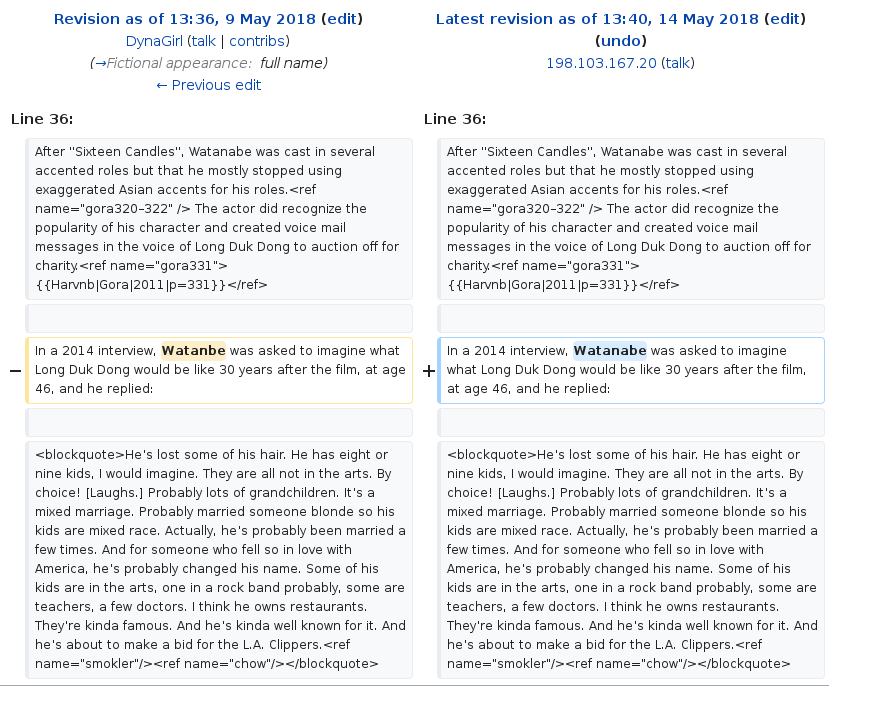 Revision as of 13:36, 9 May 2018 (edit)
DynaGirl (talk | contribs)
(→Fictional appearance: full name)
← Previous edit
Latest revision as of 13:40, 14 May 2018 (edit)
(undo)
198.103.167.20 (talk)
Line 36:
Line 36:
After "Sixteen Candles", Watanabe was cast in several
accented roles but that he mostly stopped using
exaggerated Asian accents for his roles.<ref
name="gora320–322" /> The actor did recognize the
popularity of his character and created voice mail
messages in the voice of Long Duk Dong to auction off for
charity.<ref name="gora331">
{{Harvnb|Gora|2011|p=331}}</ref>
After "Sixteen Candles", Watanabe was cast in several
accented roles but that he mostly stopped using
exaggerated Asian accents for his roles.<ref
name="gora320–322" /> The actor did recognize the
popularity of his character and created voice mail
messages in the voice of Long Duk Dong to auction off for
charity.<ref name="gora331">
{{Harvnb|Gora|2011|p=331}}</ref>
−
In a 2014 interview, Watanbe was asked to imagine what
Long Duk Dong would be like 30 years after the film, at age
46, and he replied:
+
In a 2014 interview, Watanabe was asked to imagine
what Long Duk Dong would be like 30 years after the film,
at age 46, and he replied:
<blockquote>He's lost some of his hair. He has eight or
nine kids, I would imagine. They are all not in the arts. By
choice! [Laughs.] Probably lots of grandchildren. It's a
mixed marriage. Probably married someone blonde so his
kids are mixed race. Actually, he's probably been married a
few times. And for someone who fell so in love with
America, he's probably changed his name. Some of his
kids are in the arts, one in a rock band probably, some are
teachers, a few doctors. I think he owns restaurants.
They're kinda famous. And he's kinda well known for it. And
he's about to make a bid for the L.A. Clippers.<ref
name="smokler"/><ref name="chow"/></blockquote>
<blockquote>He's lost some of his hair. He has eight or
nine kids, I would imagine. They are all not in the arts. By
choice! [Laughs.] Probably lots of grandchildren. It's a
mixed marriage. Probably married someone blonde so his
kids are mixed race. Actually, he's probably been married a
few times. And for someone who fell so in love with
America, he's probably changed his name. Some of his
kids are in the arts, one in a rock band probably, some are
teachers, a few doctors. I think he owns restaurants.
They're kinda famous. And he's kinda well known for it. And
he's about to make a bid for the L.A. Clippers.<ref
name="smokler"/><ref name="chow"/></blockquote>